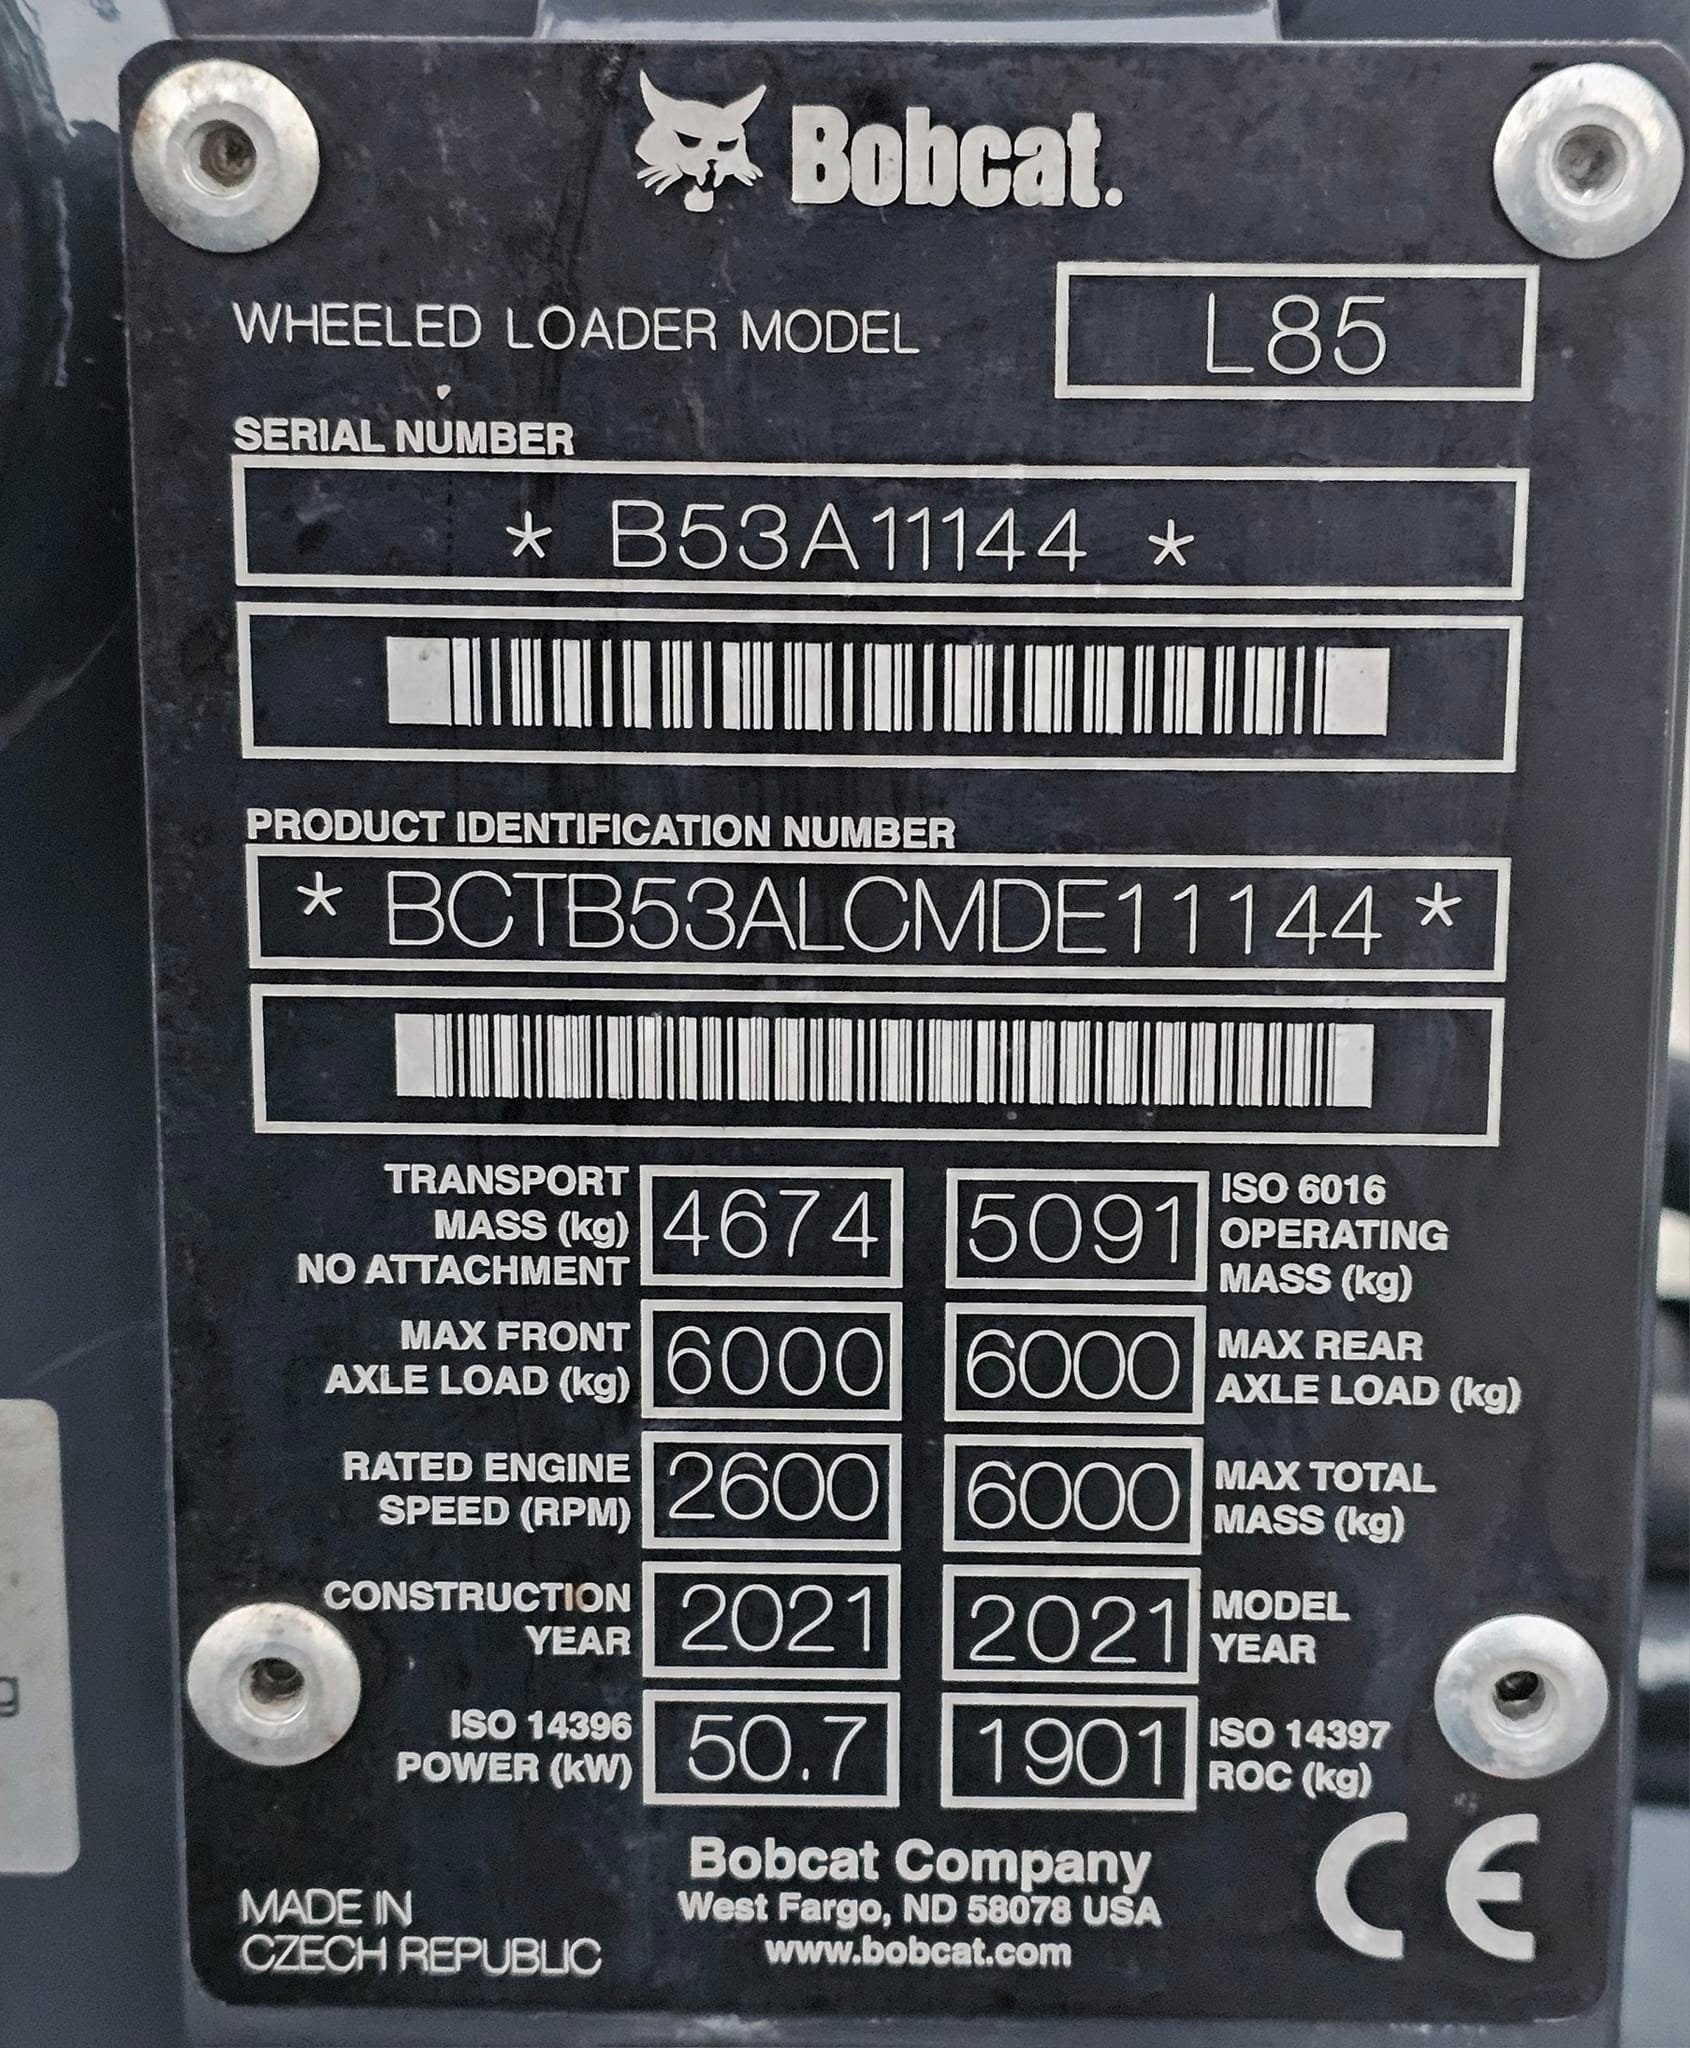 Bobcat.
WHEELED LOADER MODEL L85
SERIAL NUMBER
* B53A11144 *
PRODUCT IDENTIFICATION NUMBER
* BCTB53ALCMDE11144 *
TRANSPORT
MASS (kg)
NO ATTACHMENT
4674
5091
ISO 6016
OPERATING
MASS (kg)
MAX FRONT
AXLE LOAD (kg)
6000
6000
MAX REAR
AXLE LOAD (kg)
RATED ENGINE
SPEED (RPM)
2600
6000
MAX TOTAL
MASS (kg)
CONSTRUCTION
YEAR
2021
2021
MODEL
YEAR
ISO 14396
POWER (kW)
50.7
1901
ISO 14397
ROC (kg)
Bobcat Company
West Fargo, ND 58078 USA
www.bobcat.com
MADE IN
CZECH REPUBLIC
CE
g